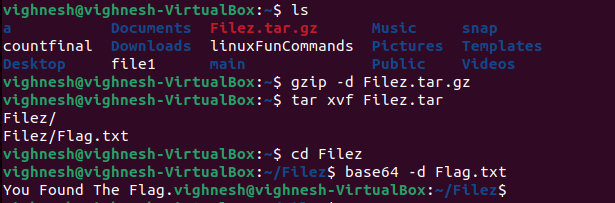 vighnesh@vighnesh-VirtualBox:~$ ls
a Documents Filez.tar.gz Music snap
countfinal Downloads linuxFunCommands Pictures Templates
Desktop file1 main Public Videos
vighnesh@vighnesh-VirtualBox:~$ gzip -d Filez.tar.gz
vighnesh@vighnesh-VirtualBox:~$ tar xvf Filez.tar
Filez/
Filez/Flag.txt
vighnesh@vighnesh-VirtualBox:~$ cd Filez
vighnesh@vighnesh-VirtualBox:~/Filez$ base64 -d Flag.txt
You Found The Flag.vighnesh@vighnesh-VirtualBox:~/Filez$